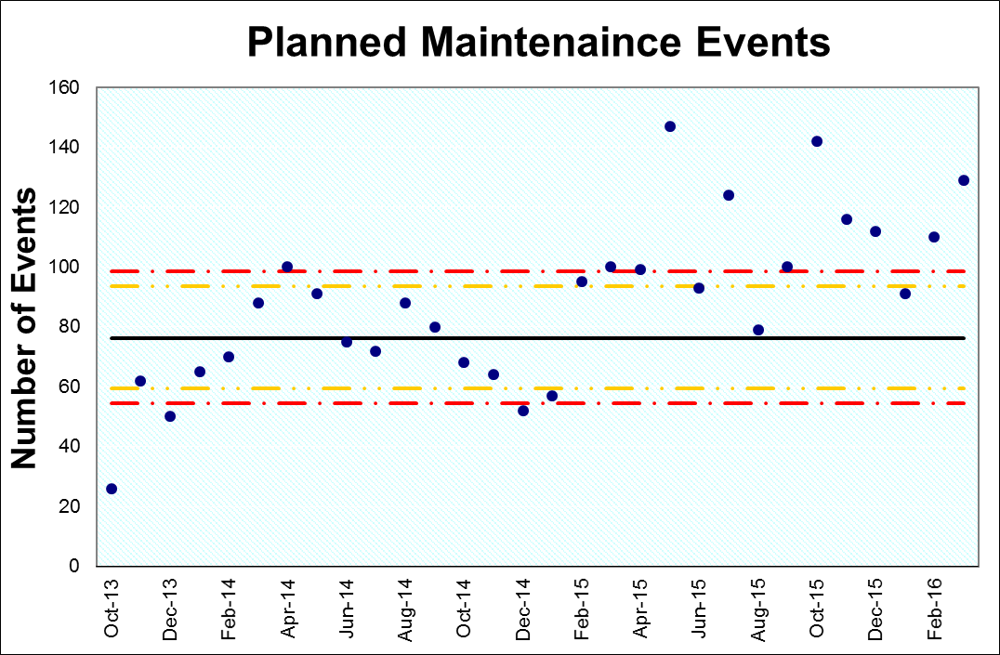 Planned Maintenaince Events
Number of Events
160
140
120
100
80
60
40
20
0
Oct-13
Dec-13
Feb-14
Apr-14
Jun-14
Aug-14
Oct-14
Dec-14
Feb-15
Apr-15
Jun-15
Aug-15
Oct-15
Dec-15
Feb-16